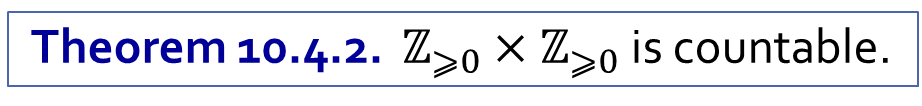 Theorem 10.4.2. ℤ⩾0 × ℤ⩾0 is countable.